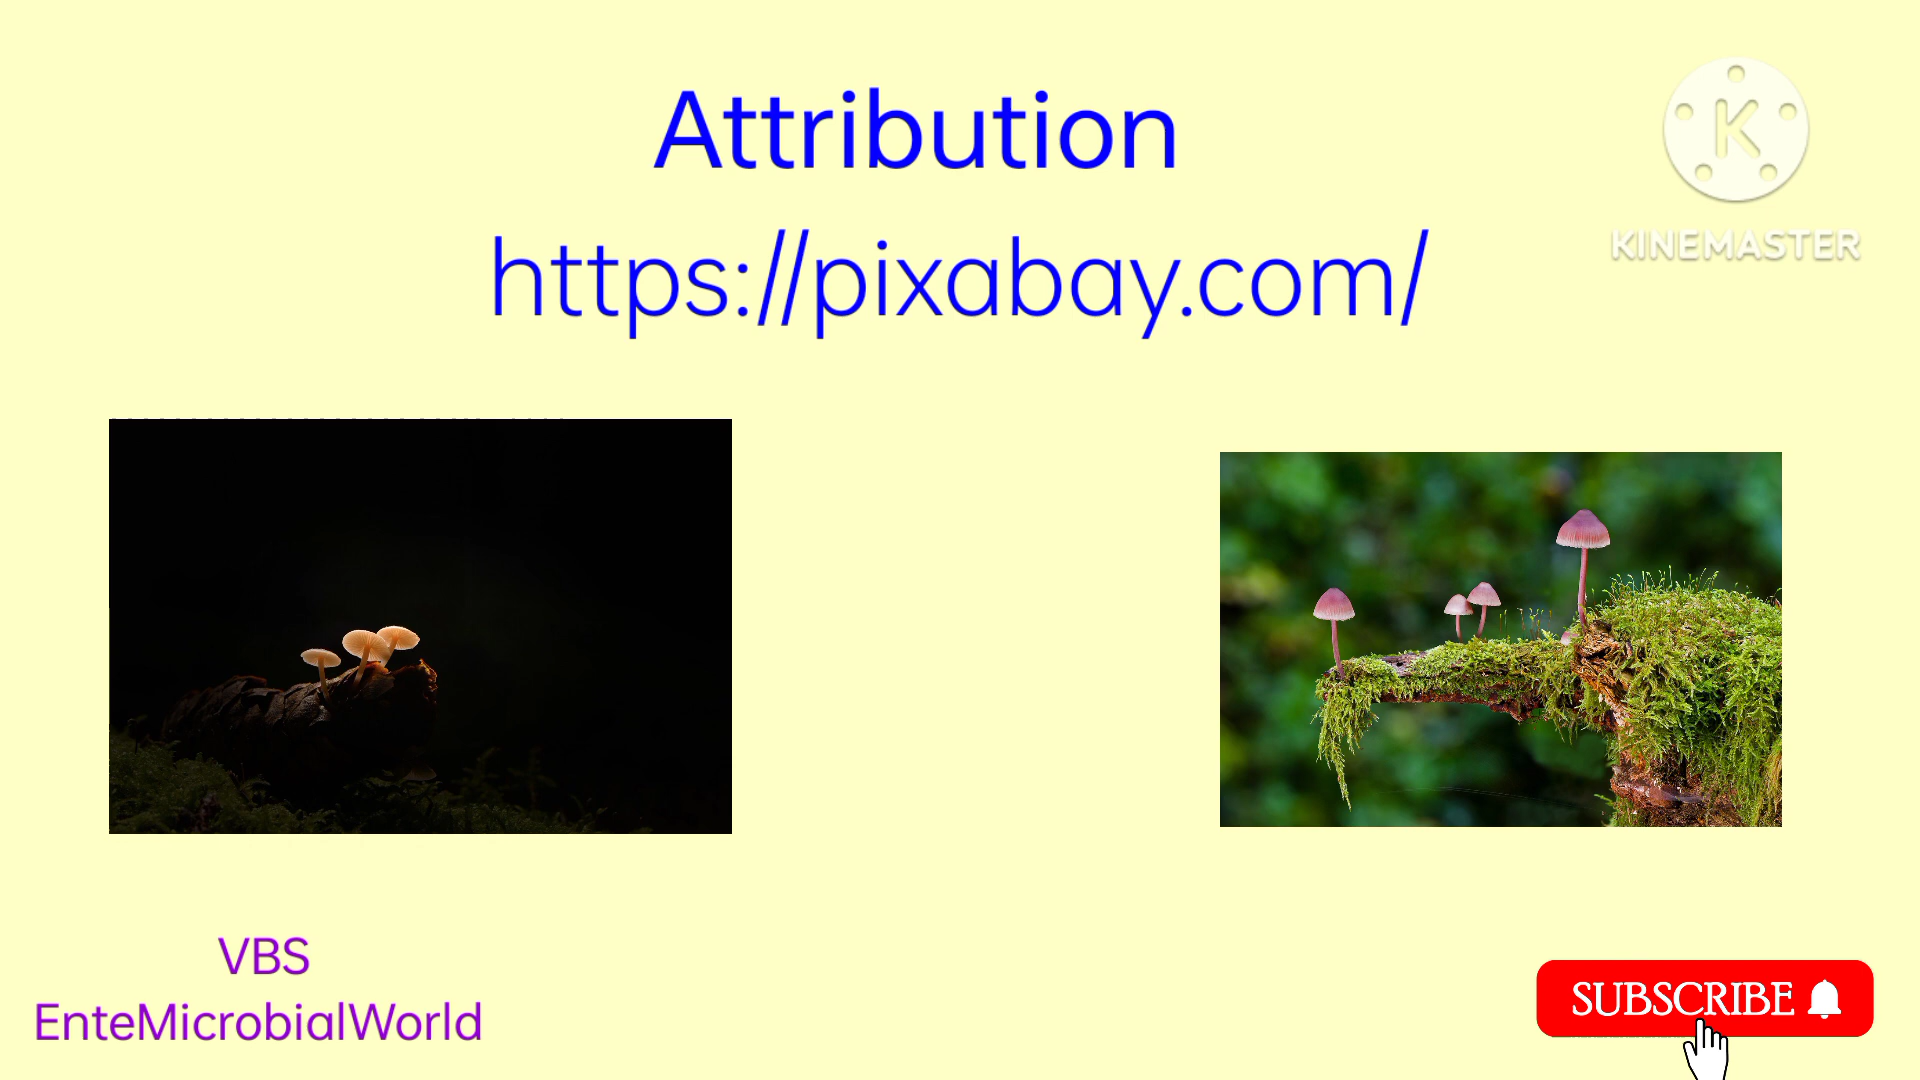 Attribution
https://pixabay.com/
K
KINEMASTER
VBS
EnteMicrobialWorld
SUBSCRIBE